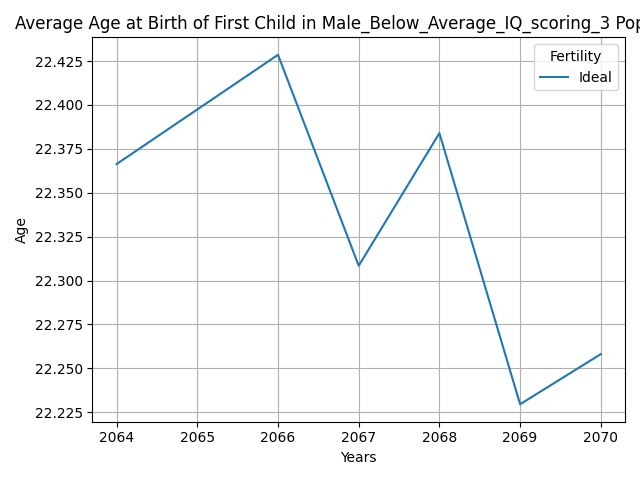 Average Age at Birth of First Child in Male_Below_Average_IQ_scoring_3 Pop
22.425
22.400
22.375
22.350
22.325
22.300
22.275
22.250
22.225
Age
Fertility
Ideal
2064 2065 2066 2067 2068 2069 2070
Years